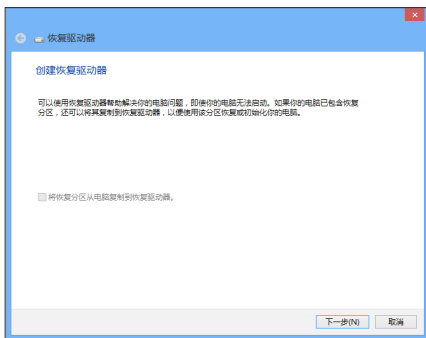 恢复驱动器
创建恢复驱动器
可以使用恢复驱动器帮助解决你的电脑问题，即使你的电脑无法启动。如果你的电脑已包含恢复
分区，还可以将其复制到恢复驱动器，以便使用该分区恢复或初始化你的电脑。
将恢复分区从电脑复制到恢复驱动器。
下一步(N) 取消